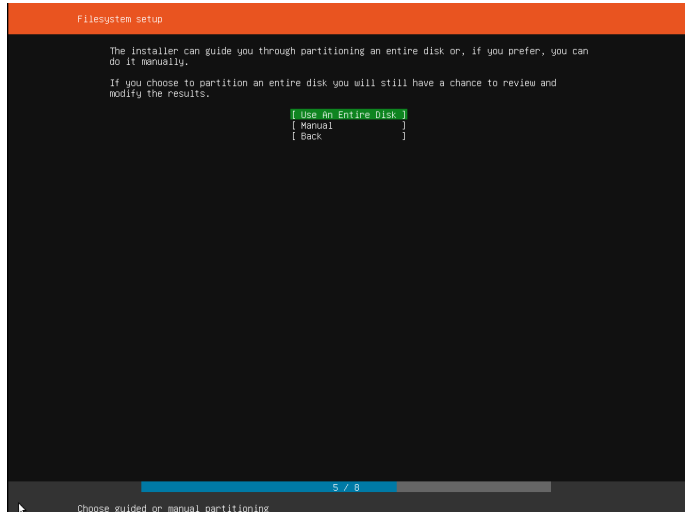 Filesystem setup
The installer can guide you through partitioning an entire disk or, if you prefer, you can
do it manually.
If you choose to partition an entire disk you will still have a chance to review and
modify the results.
[ Use An Entire Disk ]
[ Manual ]
[ Back ]
5 / 8
Choose guided or manual partitioning